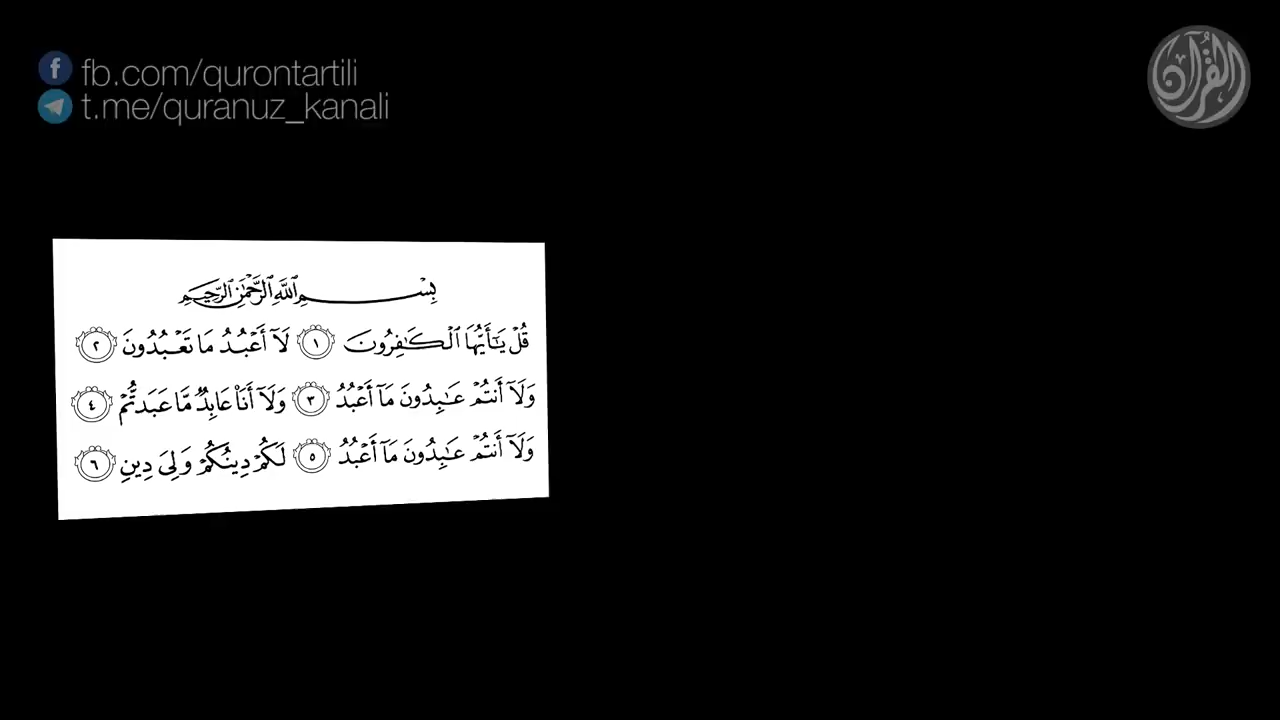 fb.com/qurontartili
t.me/quranuz_kanali
القرآن
بِسْمِ ٱللَّهِ ٱلرَّحْمَٰنِ ٱلرَّحِيمِ
قُلْ يَـٰٓأَيُّهَا ٱلْكَـٰفِرُونَ ١ لَآ أَعْبُدُ مَا تَعْبُدُونَ ٢
وَلَآ أَنتُمْ عَـٰبِدُونَ مَآ أَعْبُدُ ٣ وَلَآ أَنَا۠ عَابِدٌ مَّا عَبَدتُّمْ ٤
وَلَآ أَنتُمْ عَـٰبِدُونَ مَآ أَعْبُدُ ٥ لَكُمْ دِينُكُمْ وَلِىَ دِينِ ٦